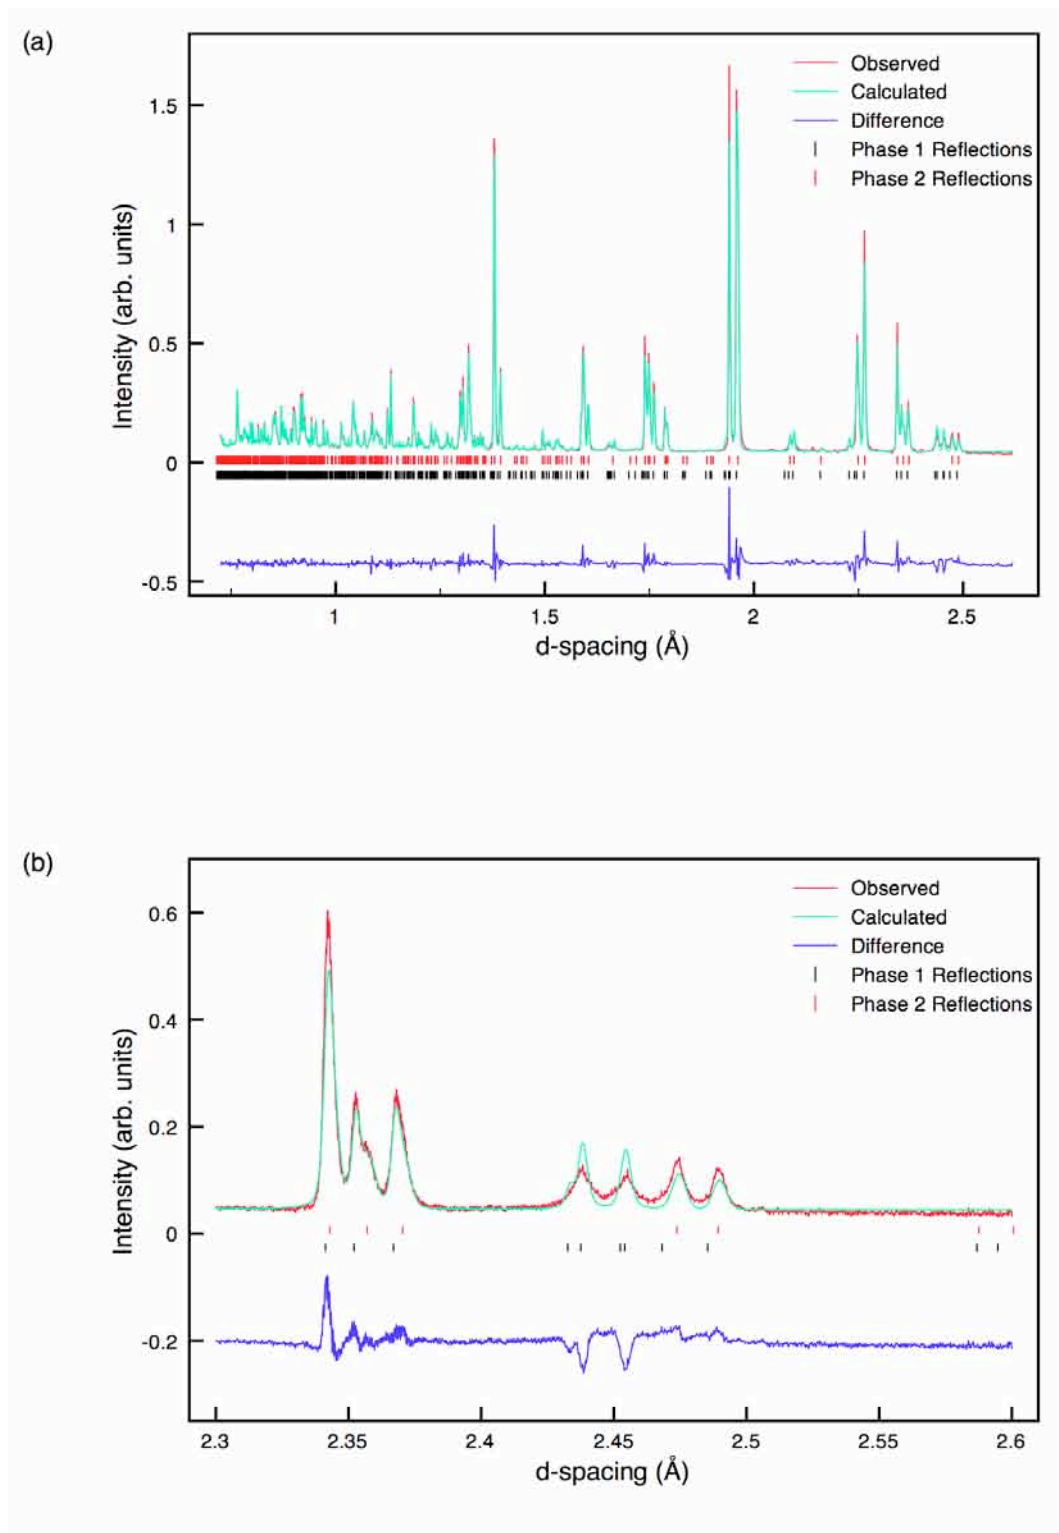 (a)
Observed
Calculated
Difference
Phase 1 Reflections
Phase 2 Reflections
Intensity (arb. units)
1.5
1
0.5
0
-0.5
1
1.5
2
2.5
d-spacing (Å)
(b)
Observed
Calculated
Difference
Phase 1 Reflections
Phase 2 Reflections
Intensity (arb. units)
0.6
0.4
0.2
0
-0.2
2.3
2.35
2.4
2.45
2.5
2.55
2.6
d-spacing (Å)